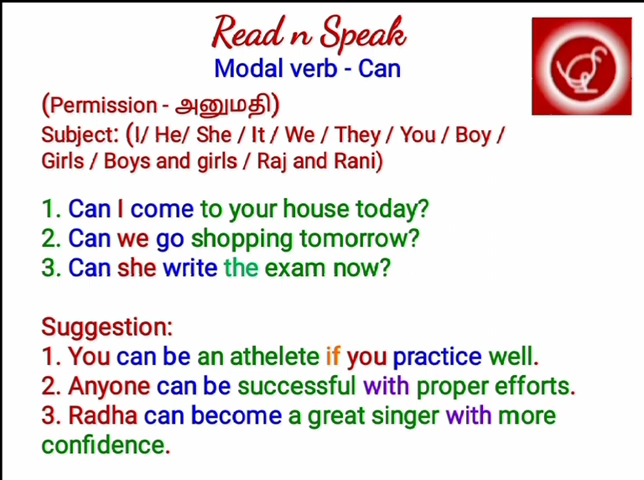 Read n Speak
Modal verb - Can
(Permission - அனுமதி)
Subject: (I/ He/ She / It / We / They / You / Boy /
Girls / Boys and girls / Raj and Rani)
1. Can I come to your house today?
2. Can we go shopping tomorrow?
3. Can she write the exam now?
Suggestion:
1. You can be an athelete if you practice well.
2. Anyone can be successful with proper efforts.
3. Radha can become a great singer with more
confidence.